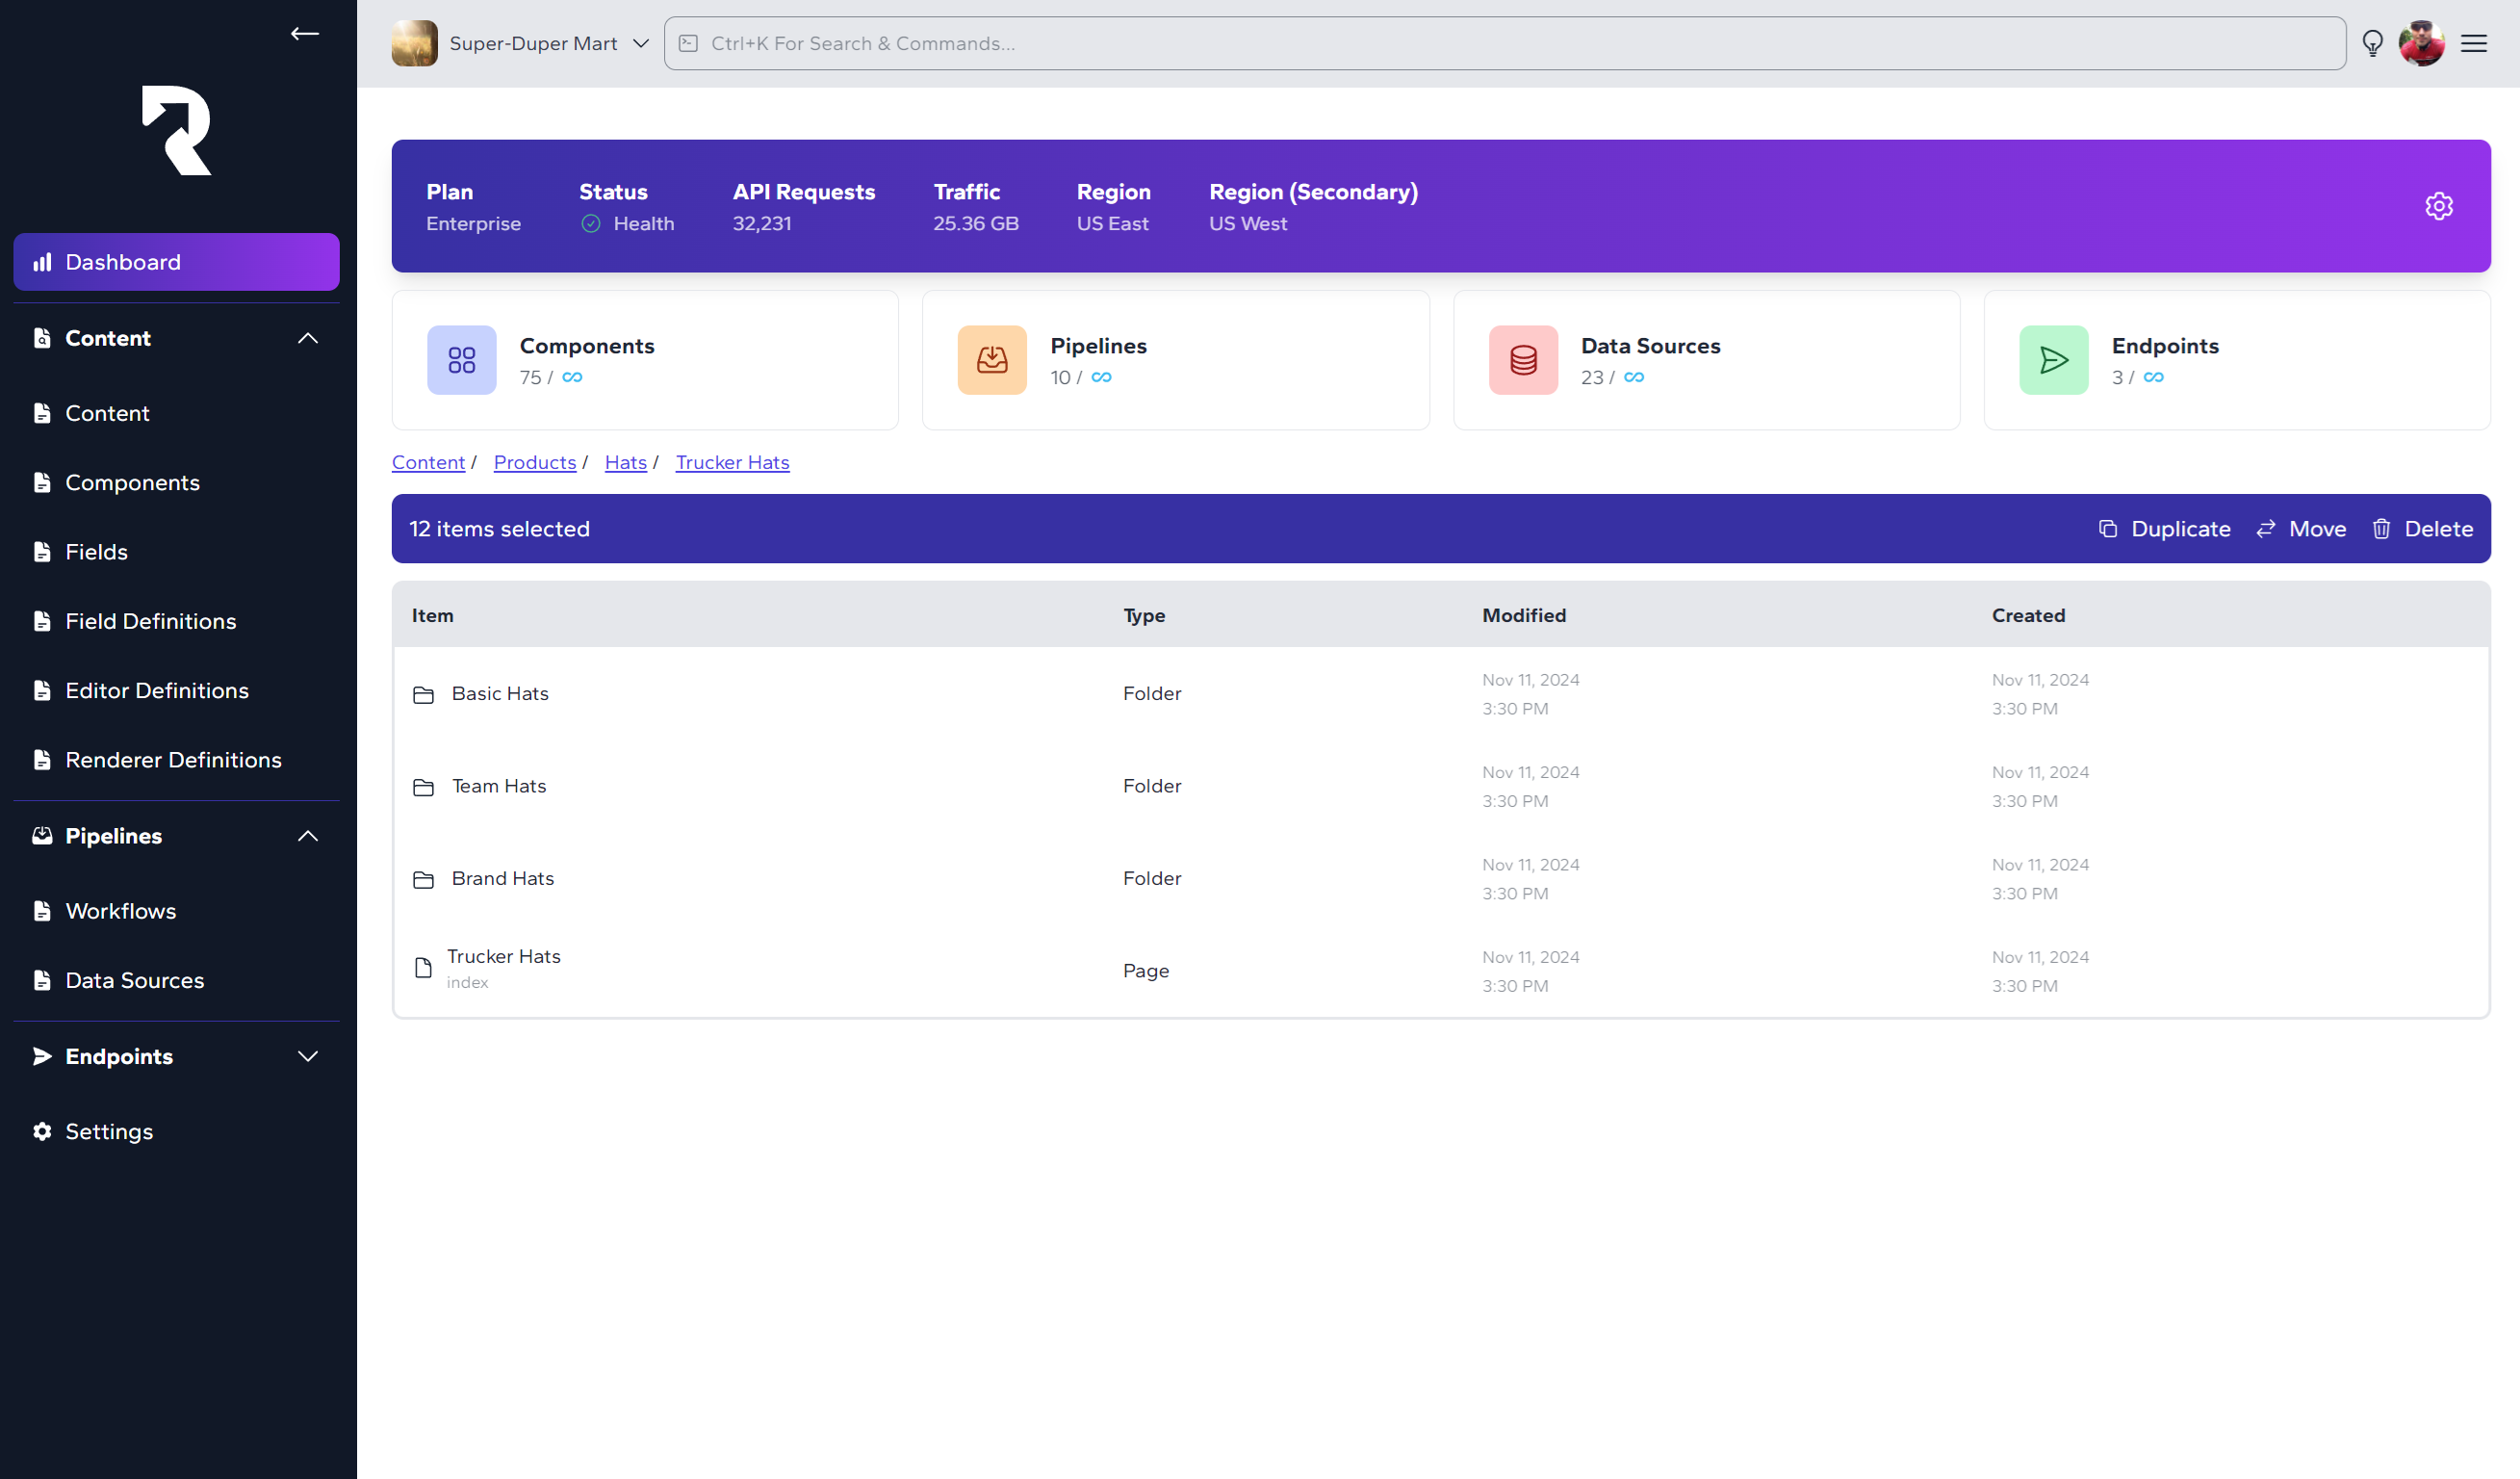 Super-Duper Mart
Ctrl+K For Search & Commands...
Dashboard
Content
Content
Components
Fields
Field Definitions
Editor Definitions
Renderer Definitions
Pipelines
Workflows
Data Sources
Endpoints
Settings
Plan Status API Requests Traffic Region Region (Secondary)
Enterprise Health 32,231 25.36 GB US East US West
Components
75 / ∞
Pipelines
10 / ∞
Data Sources
23 / ∞
Endpoints
3 / ∞
Content / Products / Hats / Trucker Hats
12 items selected Duplicate Move Delete
Item Type Modified Created
Basic Hats Folder Nov 11, 2024 3:30 PM Nov 11, 2024 3:30 PM
Team Hats Folder Nov 11, 2024 3:30 PM Nov 11, 2024 3:30 PM
Brand Hats Folder Nov 11, 2024 3:30 PM Nov 11, 2024 3:30 PM
Trucker Hats index Page Nov 11, 2024 3:30 PM Nov 11, 2024 3:30 PM